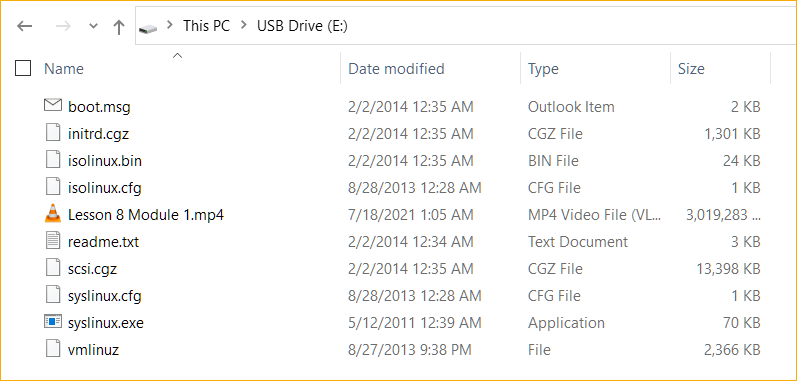 This PC > USB Drive (E:)
Name Date modified Type Size
boot.msg 2/2/2014 12:35 AM Outlook Item 2 KB
initrd.cgz 2/2/2014 12:35 AM CGZ File 1,301 KB
isolinux.bin 2/2/2014 12:35 AM BIN File 24 KB
isolinux.cfg 8/28/2013 12:28 AM CFG File 1 KB
Lesson 8 Module 1.mp4 7/18/2021 1:05 AM MP4 Video File (VL... 3,019,283 ...
readme.txt 2/2/2014 12:34 AM Text Document 3 KB
scsi.cgz 2/2/2014 12:35 AM CGZ File 13,398 KB
syslinux.cfg 8/28/2013 12:28 AM CFG File 1 KB
syslinux.exe 5/12/2011 12:39 AM Application 70 KB
vmlinuz 8/27/2013 9:38 PM File 2,366 KB